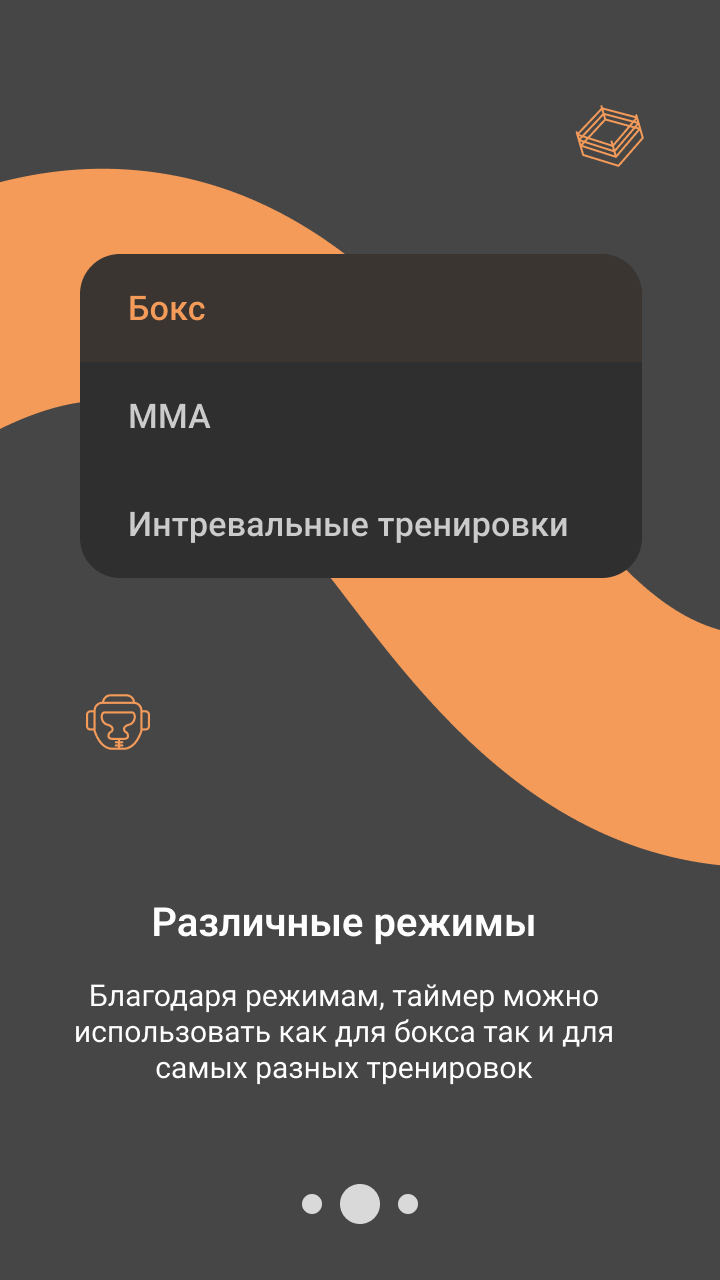 Бокс
ММА
Интревальные тренировки
Различные режимы
Благодаря режимам, таймер можно
использовать как для бокса так и для
самых разных тренировок